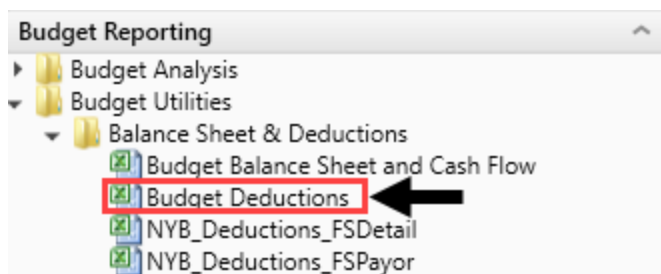 Budget Reporting
Budget Analysis
Budget Utilities
Balance Sheet & Deductions
Budget Balance Sheet and Cash Flow
Budget Deductions
NYB_Deductions_FSDetail
NYB_Deductions_FSPayor